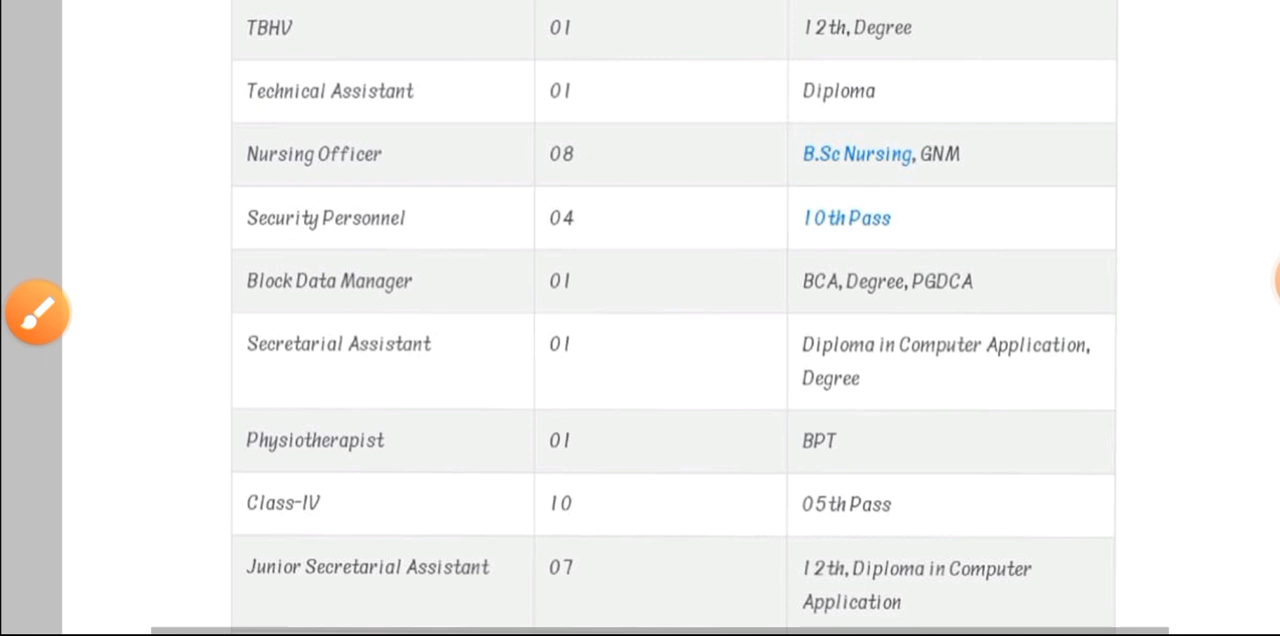 TBHV 01 12th, Degree
Technical Assistant 01 Diploma
Nursing Officer 08 B.Sc Nursing, GNM
Security Personnel 04 10th Pass
Block Data Manager 01 BCA, Degree, PGDCA
Secretarial Assistant 01 Diploma in Computer Application,
Degree
Physiotherapist 01 BPT
Class-IV 10 05th Pass
Junior Secretarial Assistant 07 12th, Diploma in Computer
Application